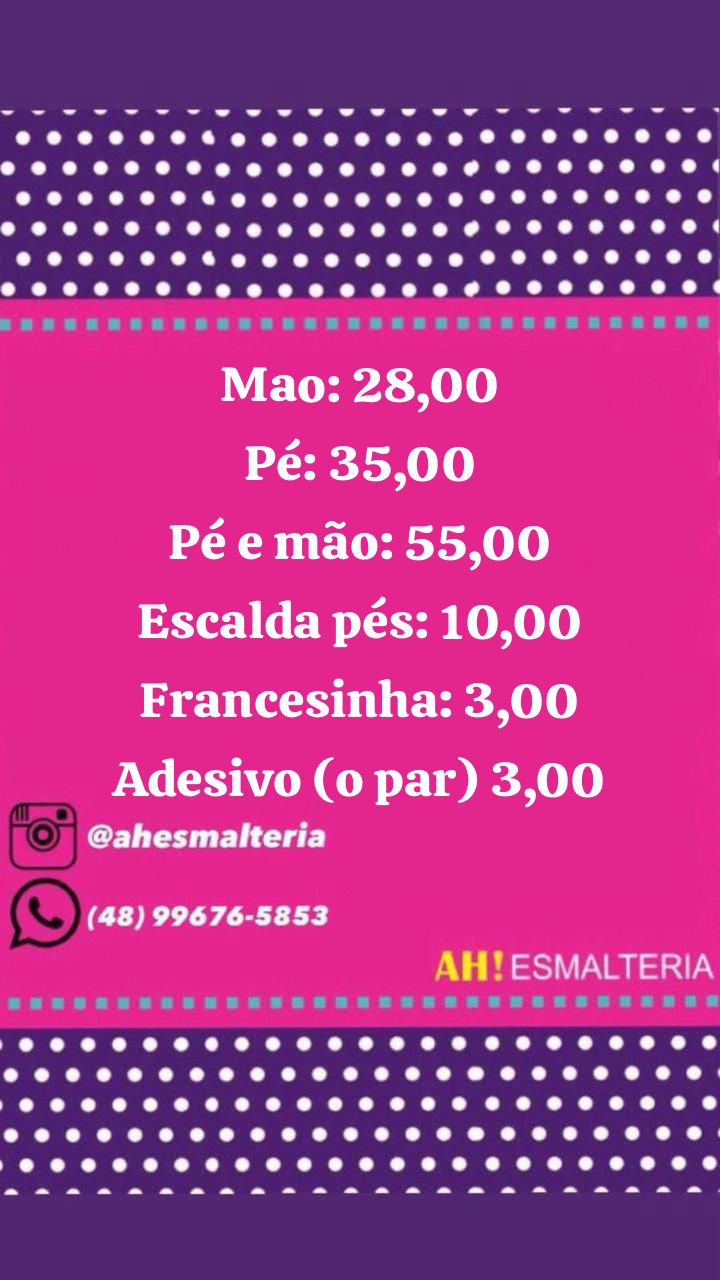 Mao: 28,00
Pé: 35,00
Pé e mão: 55,00
Escalda pés: 10,00
Francesinha: 3,00
Adesivo (o par) 3,00
@ahesmalteria
(48) 99676-5853
AH! ESMALTERIA